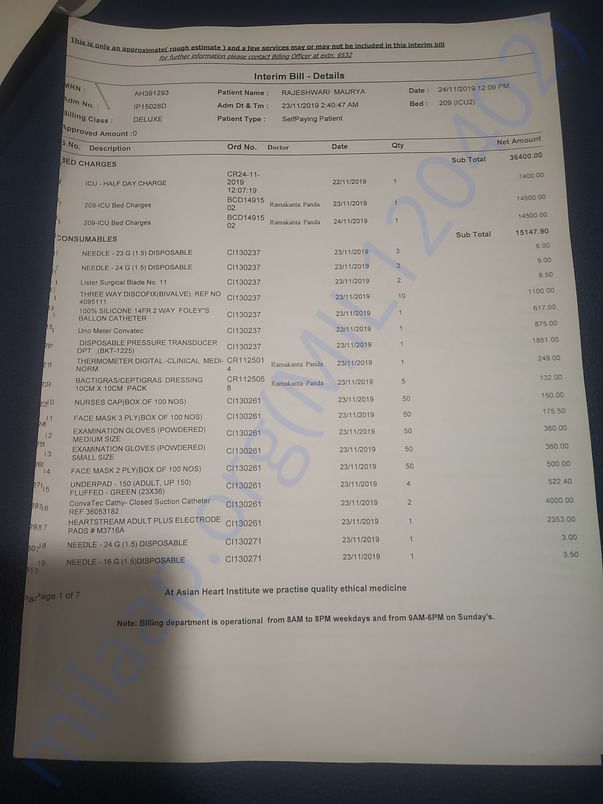 This is only an approximate( rough estimate ) and a few services may or may not be included in this interim bill
for further information please contact Billing Officer at extn. 6532
Interim Bill - Details
MRN : AH391293 Patient Name : RAJESHWARI MAURYA Date : 24/11/2019 12:09 PM
Adm No. : IP15028D Adm Dt & Tm : 23/11/2019 2:40:47 AM Bed : 209 (ICU2)
Billing Class : DELUXE Patient Type : SelfPaying Patient
Approved Amount :0
S.No. Description Ord No. Doctor Date Qty Net Amount
BED CHARGES Sub Total 36400.00
ICU - HALF DAY CHARGE CR24-11-2019 12:07:19 22/11/2019 1 7400.00
209-ICU Bed Charges BCD1491502 Ramakanta Panda 23/11/2019 1 14500.00
209-ICU Bed Charges BCD1491502 Ramakanta Panda 24/11/2019 1 14500.00
CONSUMABLES Sub Total 15147.90
NEEDLE - 23 G (1.5) DISPOSABLE CI130237 23/11/2019 3 6.00
NEEDLE - 24 G (1.5) DISPOSABLE CI130237 23/11/2019 3 9.00
Lister Surgical Blade No. 11 CI130237 23/11/2019 2 8.50
THREE WAY DISCOFIX(BIVALVE), REF NO 4095111 CI130237 23/11/2019 10 1100.00
100% SILICONE 14FR 2 WAY FOLEY"S BALLON CATHETER CI130237 23/11/2019 1 617.00
Uno Meter Convatec CI130237 23/11/2019 1 875.00
DISPOSABLE PRESSURE TRANSDUCER DPT (BKT-1225) CI130237 23/11/2019 1 1851.00
THERMOMETER DIGITAL -CLINICAL MEDI-NORM CR1125014 Ramakanta Panda 23/11/2019 1 249.00
BACTIGRAS/CEPTIGRAS DRESSING 10CM X 10CM PACK CR1125058 Ramakanta Panda 23/11/2019 5 132.00
NURSES CAP(BOX OF 100 NOS) CI130261 23/11/2019 50 150.00
11 FACE MASK 3 PLY(BOX OF 100 NOS) CI130261 23/11/2019 50 175.50
12 EXAMINATION GLOVES (POWDERED) MEDIUM SIZE CI130261 23/11/2019 50 360.00
13 EXAMINATION GLOVES (POWDERED) SMALL SIZE CI130261 23/11/2019 50 360.00
14 FACE MASK 2 PLY(BOX OF 100 NOS) CI130261 23/11/2019 50 500.00
15 UNDERPAD - 150 (ADULT, UP 150) FLUFFED - GREEN (23X36) CI130261 23/11/2019 4 522.40
ConvaTec Cathy- Closed Suction Catheter REF 36053182 CI130261 23/11/2019 2 4000.00
HEARTSTREAM ADULT PLUS ELECTRODE PADS # M3716A CI130261 23/11/2019 1 2353.00
18 NEEDLE - 24 G (1.5) DISPOSABLE CI130271 23/11/2019 1 3.00
19 NEEDLE - 16 G (1.5)DISPOSABLE CI130271 23/11/2019 1 3.50
Page 1 of 7
At Asian Heart Institute we practise quality ethical medicine
Note: Billing department is operational from 8AM to 8PM weekdays and from 9AM-6PM on Sunday's.
milaap.org(MIL120402)